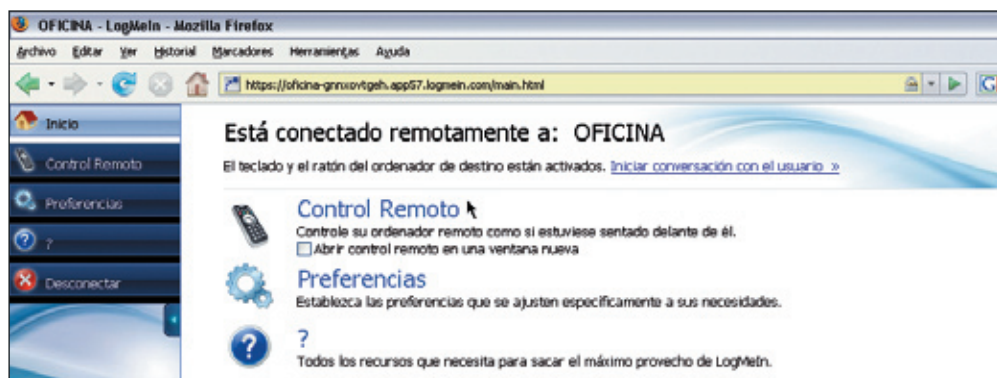 OFICINA - LogMeIn - Mozilla Firefox
Archivo Editar Ver Historial Marcadores Herramientas Ayuda
https://oficina-gnnxovtgeh.app57.logmein.com/main.html
Inicio
Control Remoto
Preferencias
?
Desconectar
Está conectado remotamente a: OFICINA
El teclado y el ratón del ordenador de destino están activados. Iniciar conversación con el usuario »
Control Remoto
Controle su ordenador remoto como si estuviese sentado delante de él.
Abrir control remoto en una ventana nueva
Preferencias
Establezca las preferencias que se ajusten específicamente a sus necesidades.
?
Todos los recursos que necesita para sacar el máximo provecho de LogMeIn.